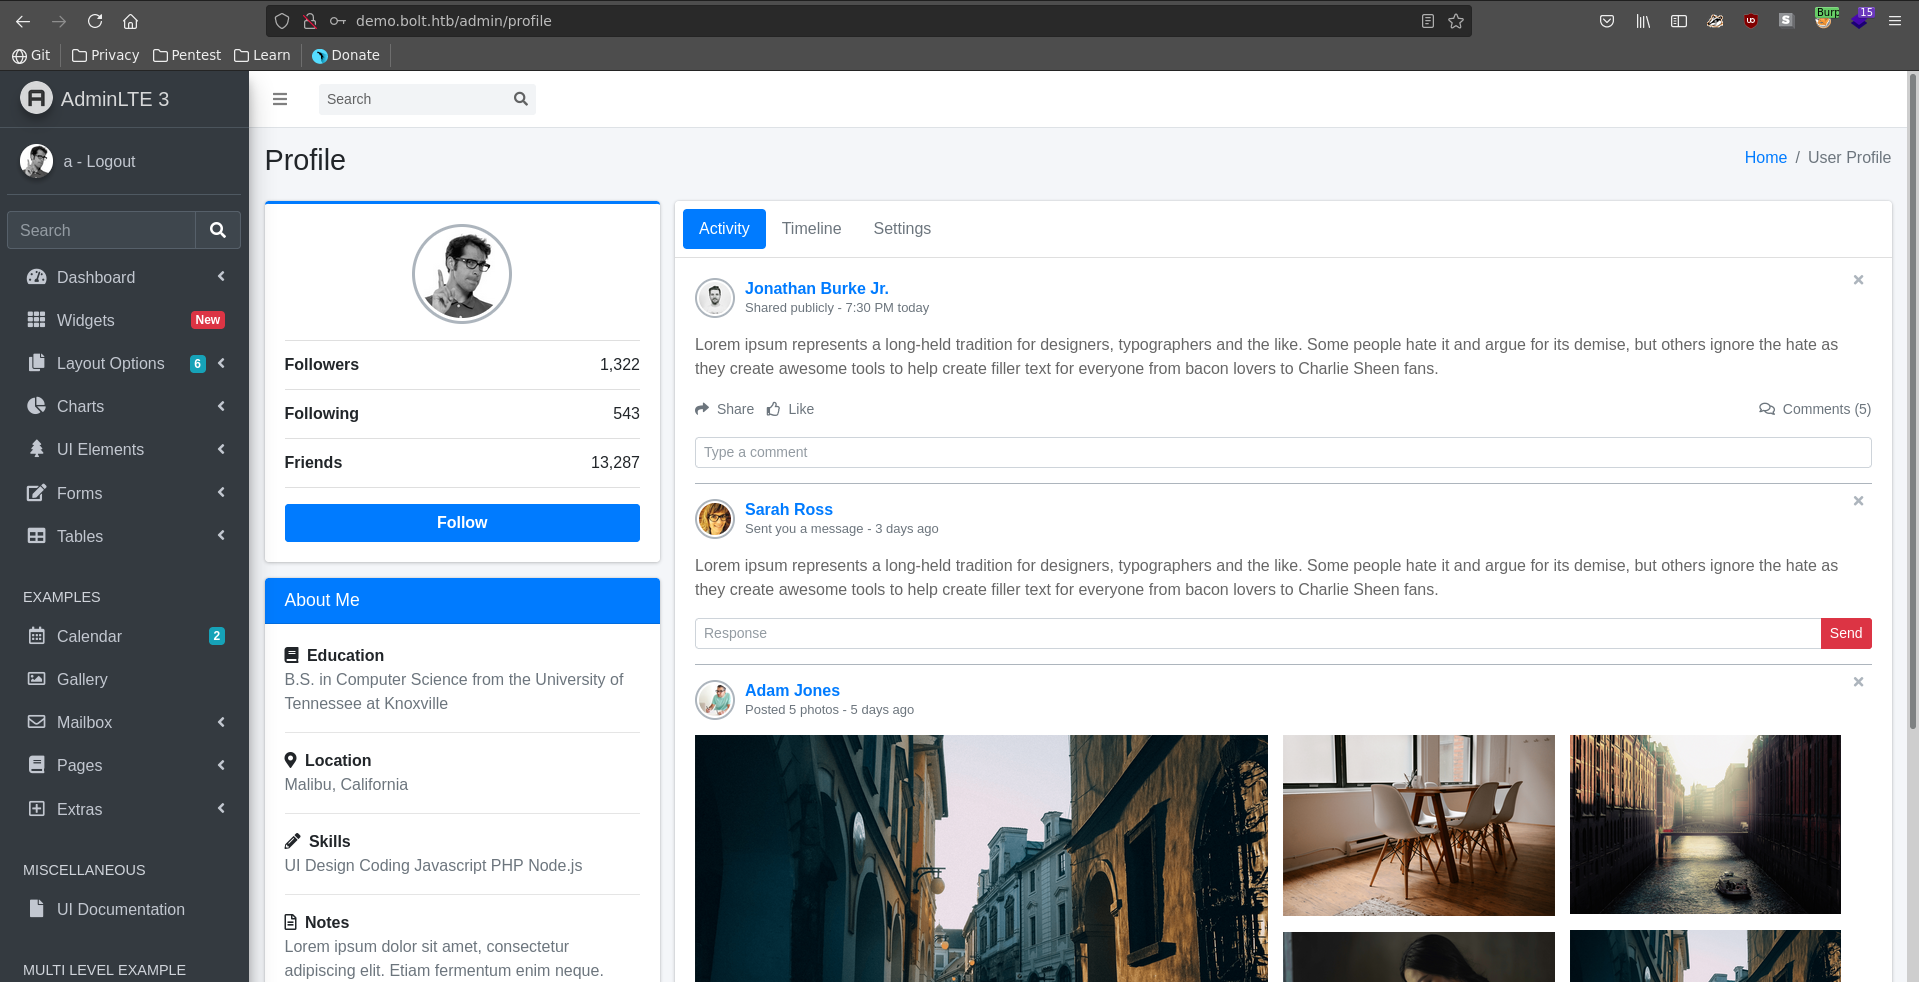 demo.bolt.htb/admin/profile
Burp
15
Git
Privacy
Pentest
Learn
Donate
AdminLTE 3
a - Logout
Search
Dashboard
Widgets New
Layout Options 6
Charts
UI Elements
Forms
Tables
EXAMPLES
Calendar 2
Gallery
Mailbox
Pages
Extras
MISCELLANEOUS
UI Documentation
MULTI LEVEL EXAMPLE
Search
Profile
Home / User Profile
Followers 1,322
Following 543
Friends 13,287
Follow
About Me
Education
B.S. in Computer Science from the University of
Tennessee at Knoxville
Location
Malibu, California
Skills
UI Design Coding Javascript PHP Node.js
Notes
Lorem ipsum dolor sit amet, consectetur
adipiscing elit. Etiam fermentum enim neque.
Activity Timeline Settings
Jonathan Burke Jr.
Shared publicly - 7:30 PM today
Lorem ipsum represents a long-held tradition for designers, typographers and the like. Some people hate it and argue for its demise, but others ignore the hate as
they create awesome tools to help create filler text for everyone from bacon lovers to Charlie Sheen fans.
Share Like Comments (5)
Type a comment
Sarah Ross
Sent you a message - 3 days ago
Lorem ipsum represents a long-held tradition for designers, typographers and the like. Some people hate it and argue for its demise, but others ignore the hate as
they create awesome tools to help create filler text for everyone from bacon lovers to Charlie Sheen fans.
Response Send
Adam Jones
Posted 5 photos - 5 days ago